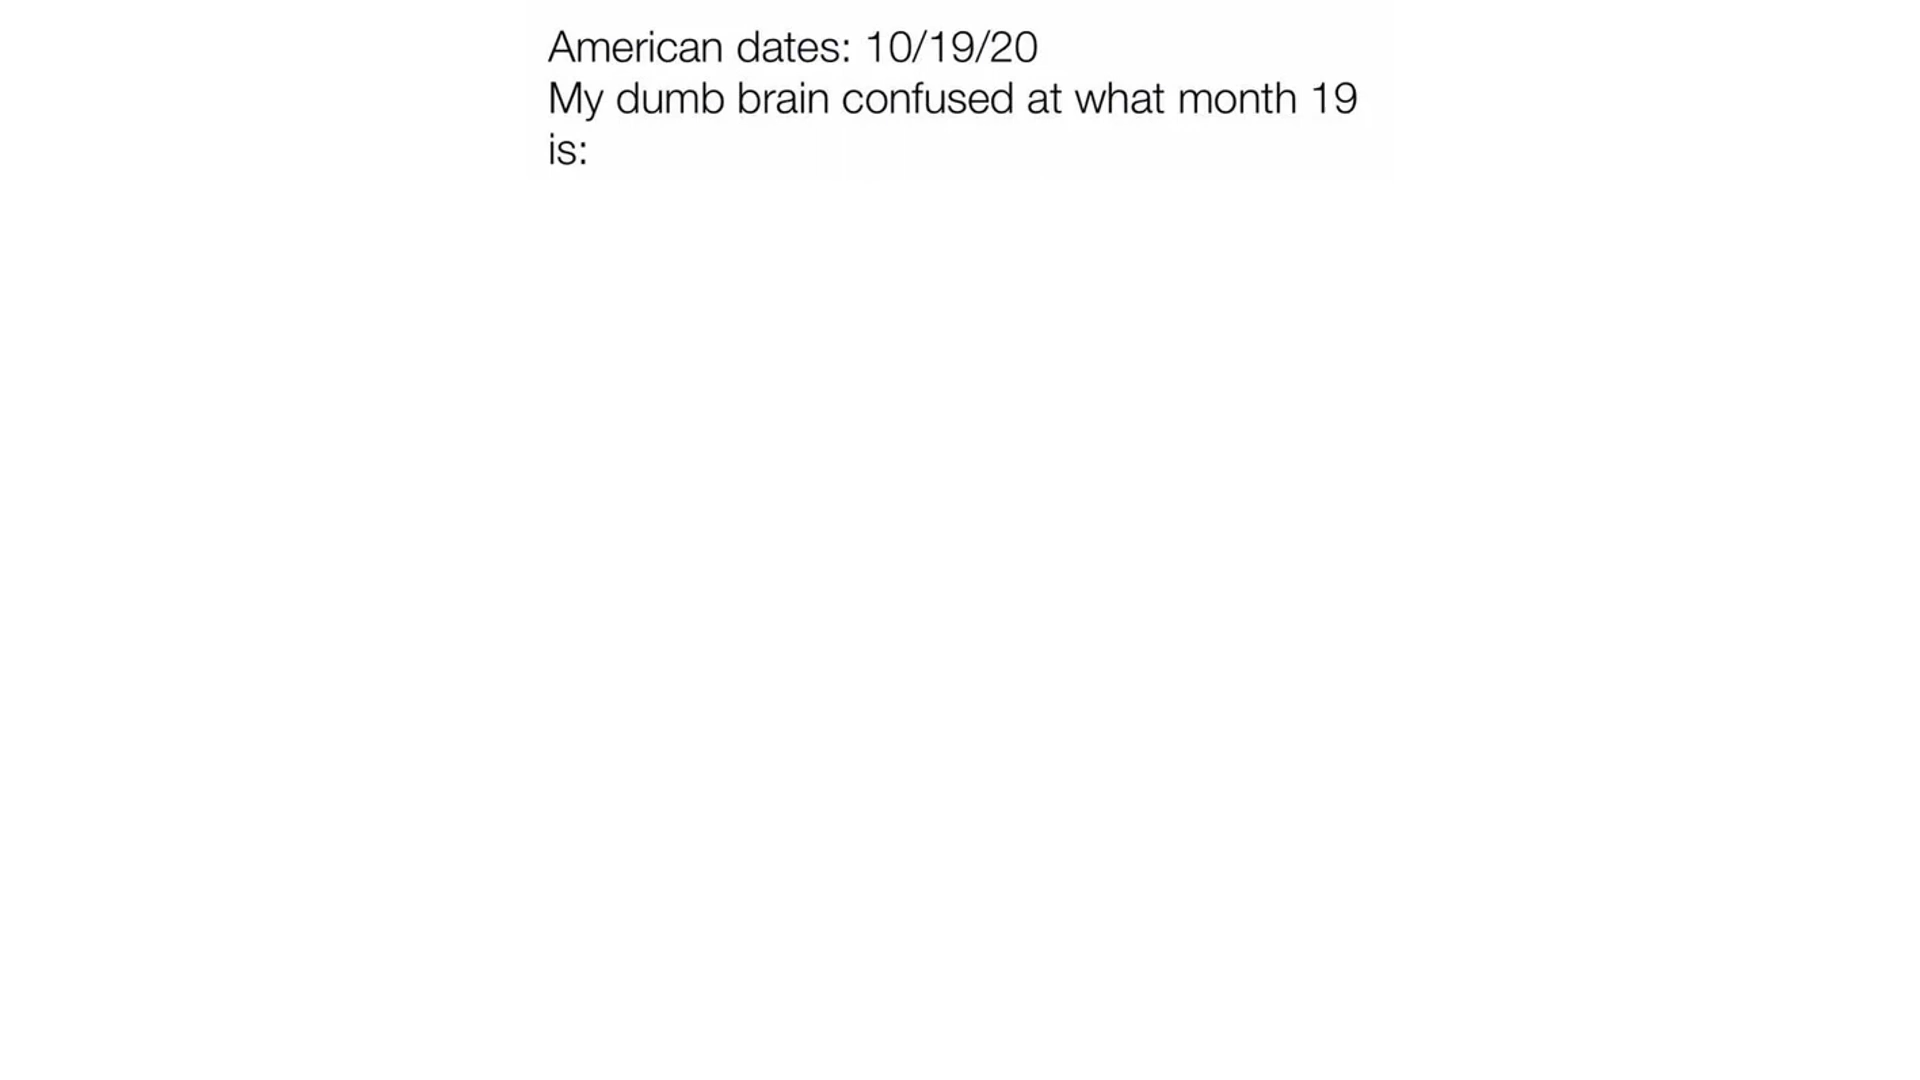 American dates: 10/19/20
My dumb brain confused at what month 19
is: